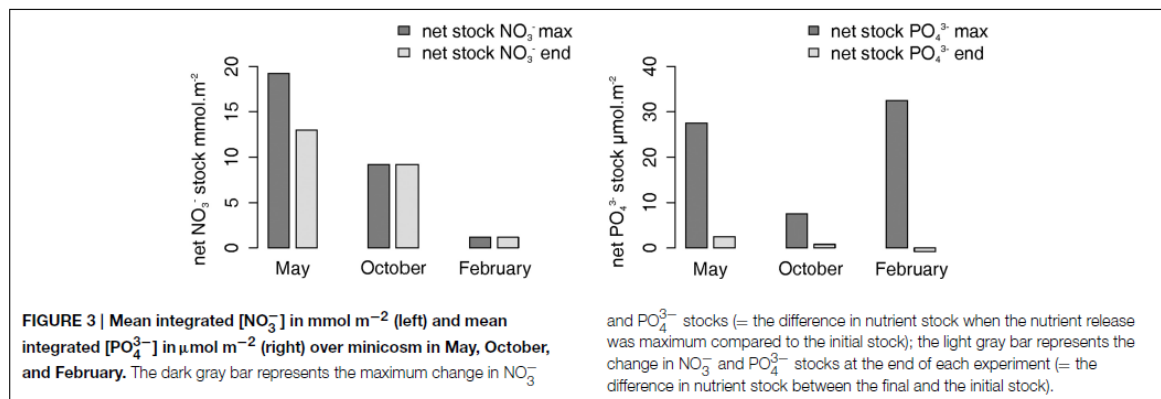 net stock NO₃⁻ max
net stock NO₃⁻ end
net NO₃⁻ stock mmol.m⁻²
20
15
10
5
0
May October February
net stock PO₄³⁻ max
net stock PO₄³⁻ end
net PO₄³⁻ stock µmol.m⁻²
40
30
20
10
0
May October February
FIGURE 3 | Mean integrated [NO₃⁻] in mmol m⁻² (left) and mean
integrated [PO₄³⁻] in µmol m⁻² (right) over minicosm in May, October,
and February. The dark gray bar represents the maximum change in NO₃⁻
and PO₄³⁻ stocks (= the difference in nutrient stock when the nutrient release
was maximum compared to the initial stock); the light gray bar represents the
change in NO₃⁻ and PO₄³⁻ stocks at the end of each experiment (= the
difference in nutrient stock between the final and the initial stock).